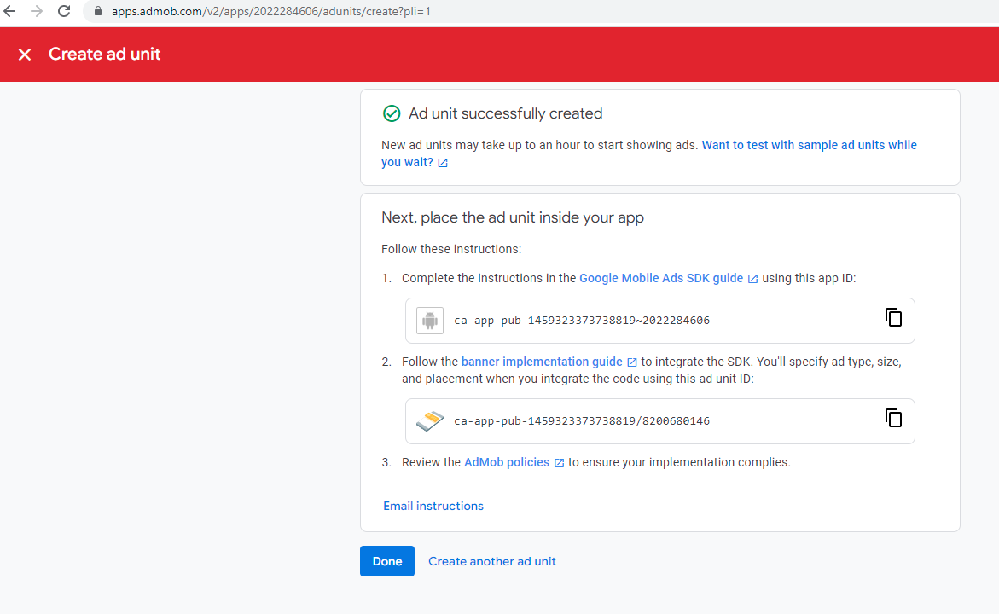 apps.admob.com/v2/apps/2022284606/adunits/create?pli=1
Create ad unit
Ad unit successfully created
New ad units may take up to an hour to start showing ads. Want to test with sample ad units while
you wait?
Next, place the ad unit inside your app
Follow these instructions:
1. Complete the instructions in the Google Mobile Ads SDK guide using this app ID:
ca-app-pub-1459323373738819~2022284606
2. Follow the banner implementation guide to integrate the SDK. You'll specify ad type, size,
and placement when you integrate the code using this ad unit ID:
ca-app-pub-1459323373738819/8200680146
3. Review the AdMob policies to ensure your implementation complies.
Email instructions
Done Create another ad unit